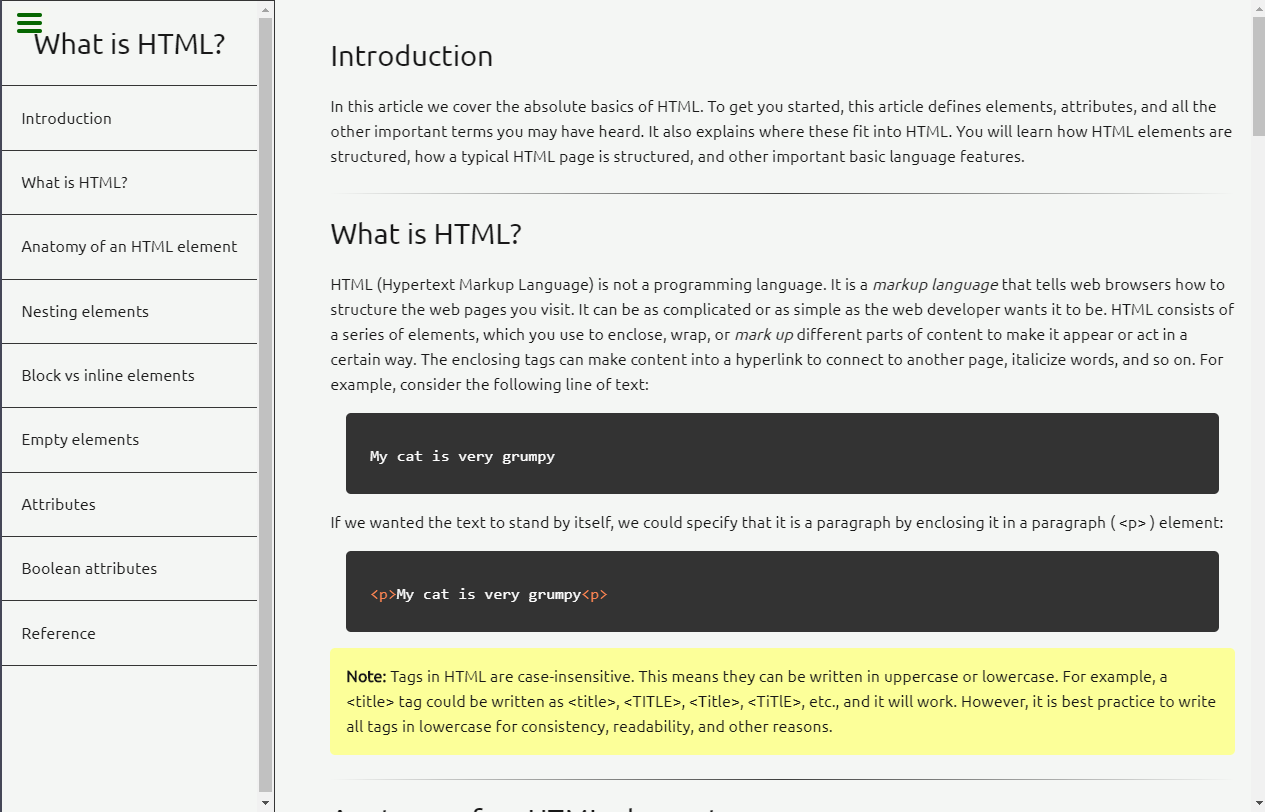 What is HTML?
Introduction
What is HTML?
Anatomy of an HTML element
Nesting elements
Block vs inline elements
Empty elements
Attributes
Boolean attributes
Reference
Introduction
In this article we cover the absolute basics of HTML. To get you started, this article defines elements, attributes, and all the
other important terms you may have heard. It also explains where these fit into HTML. You will learn how HTML elements are
structured, how a typical HTML page is structured, and other important basic language features.
What is HTML?
HTML (Hypertext Markup Language) is not a programming language. It is a markup language that tells web browsers how to
structure the web pages you visit. It can be as complicated or as simple as the web developer wants it to be. HTML consists of
a series of elements, which you use to enclose, wrap, or mark up different parts of content to make it appear or act in a
certain way. The enclosing tags can make content into a hyperlink to connect to another page, italicize words, and so on. For
example, consider the following line of text:
My cat is very grumpy
If we wanted the text to stand by itself, we could specify that it is a paragraph by enclosing it in a paragraph ( <p> ) element:
<p>My cat is very grumpy<p>
Note: Tags in HTML are case-insensitive. This means they can be written in uppercase or lowercase. For example, a
<title> tag could be written as <title>, <TITLE>, <Title>, <TiTlE>, etc., and it will work. However, it is best practice to write
all tags in lowercase for consistency, readability, and other reasons.